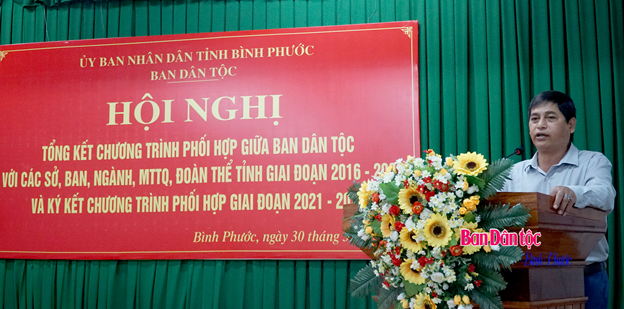 ỦY BAN NHÂN DÂN TỈNH BÌNH PHƯỚC
BAN DÂN TỘC
HỘI NGHỊ
TỔNG KẾT CHƯƠNG TRÌNH PHỐI HỢP GIỮA BAN DÂN TỘC
VỚI CÁC SỞ, BAN, NGÀNH, MTTQ, ĐOÀN THỂ TỈNH GIAI ĐOẠN 2016 -
VÀ KÝ KẾT CHƯƠNG TRÌNH PHỐI HỢP GIAI ĐOẠN 2021 -
Bình Phước, ngày 30 tháng
Ban Dân tộc